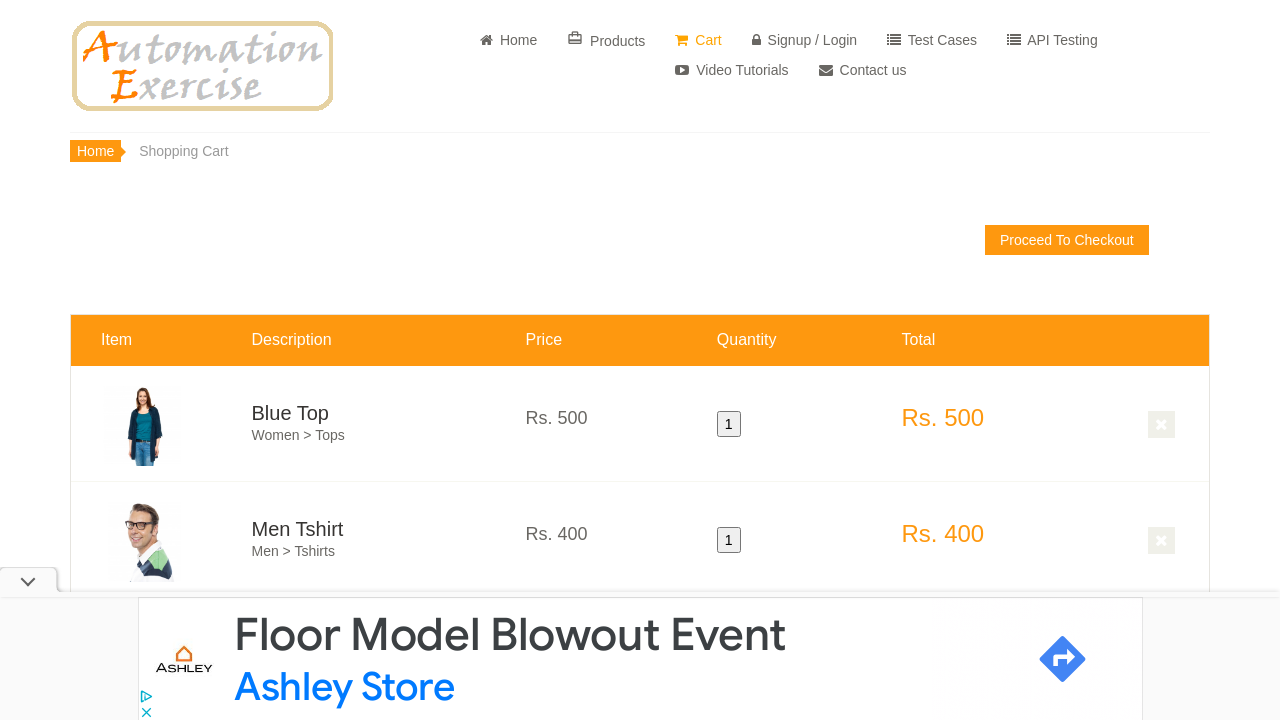 Automation
Exercise
Home
Products
Cart
Signup / Login
Test Cases
API Testing
Video Tutorials
Contact us
Home
Shopping Cart
Proceed To Checkout
Item Description Price Quantity Total
Blue Top
Women > Tops
Rs. 500
1
Rs. 500
Men Tshirt
Men > Tshirts
Rs. 400
1
Rs. 400
ASHLEY
Floor Model Blowout Event
Ashley Store